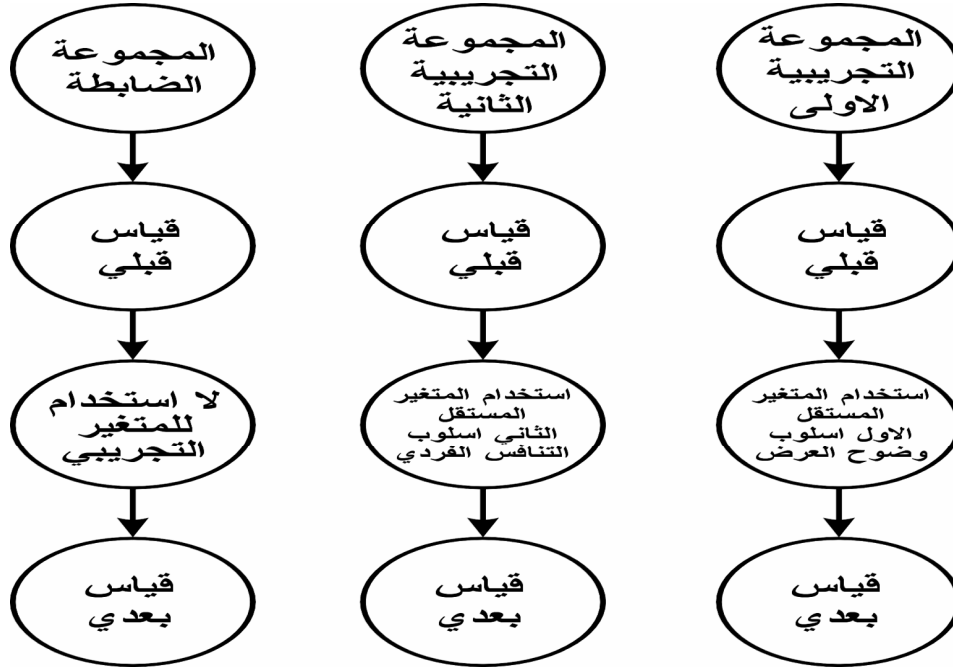 المجموعة
التجريبية
الاولى
قياس
قبلي
استخدام المتغير
المستقل
الاول اسلوب
وضوح العرض
قياس
بعدي
المجموعة
التجريبية
الثانية
قياس
قبلي
استخدام المتغير
المستقل
الثاني اسلوب
التنافس الفردي
قياس
بعدي
المجموعة
الضابطة
قياس
قبلي
لا استخدام
للمتغير
التجريبي
قياس
بعدي